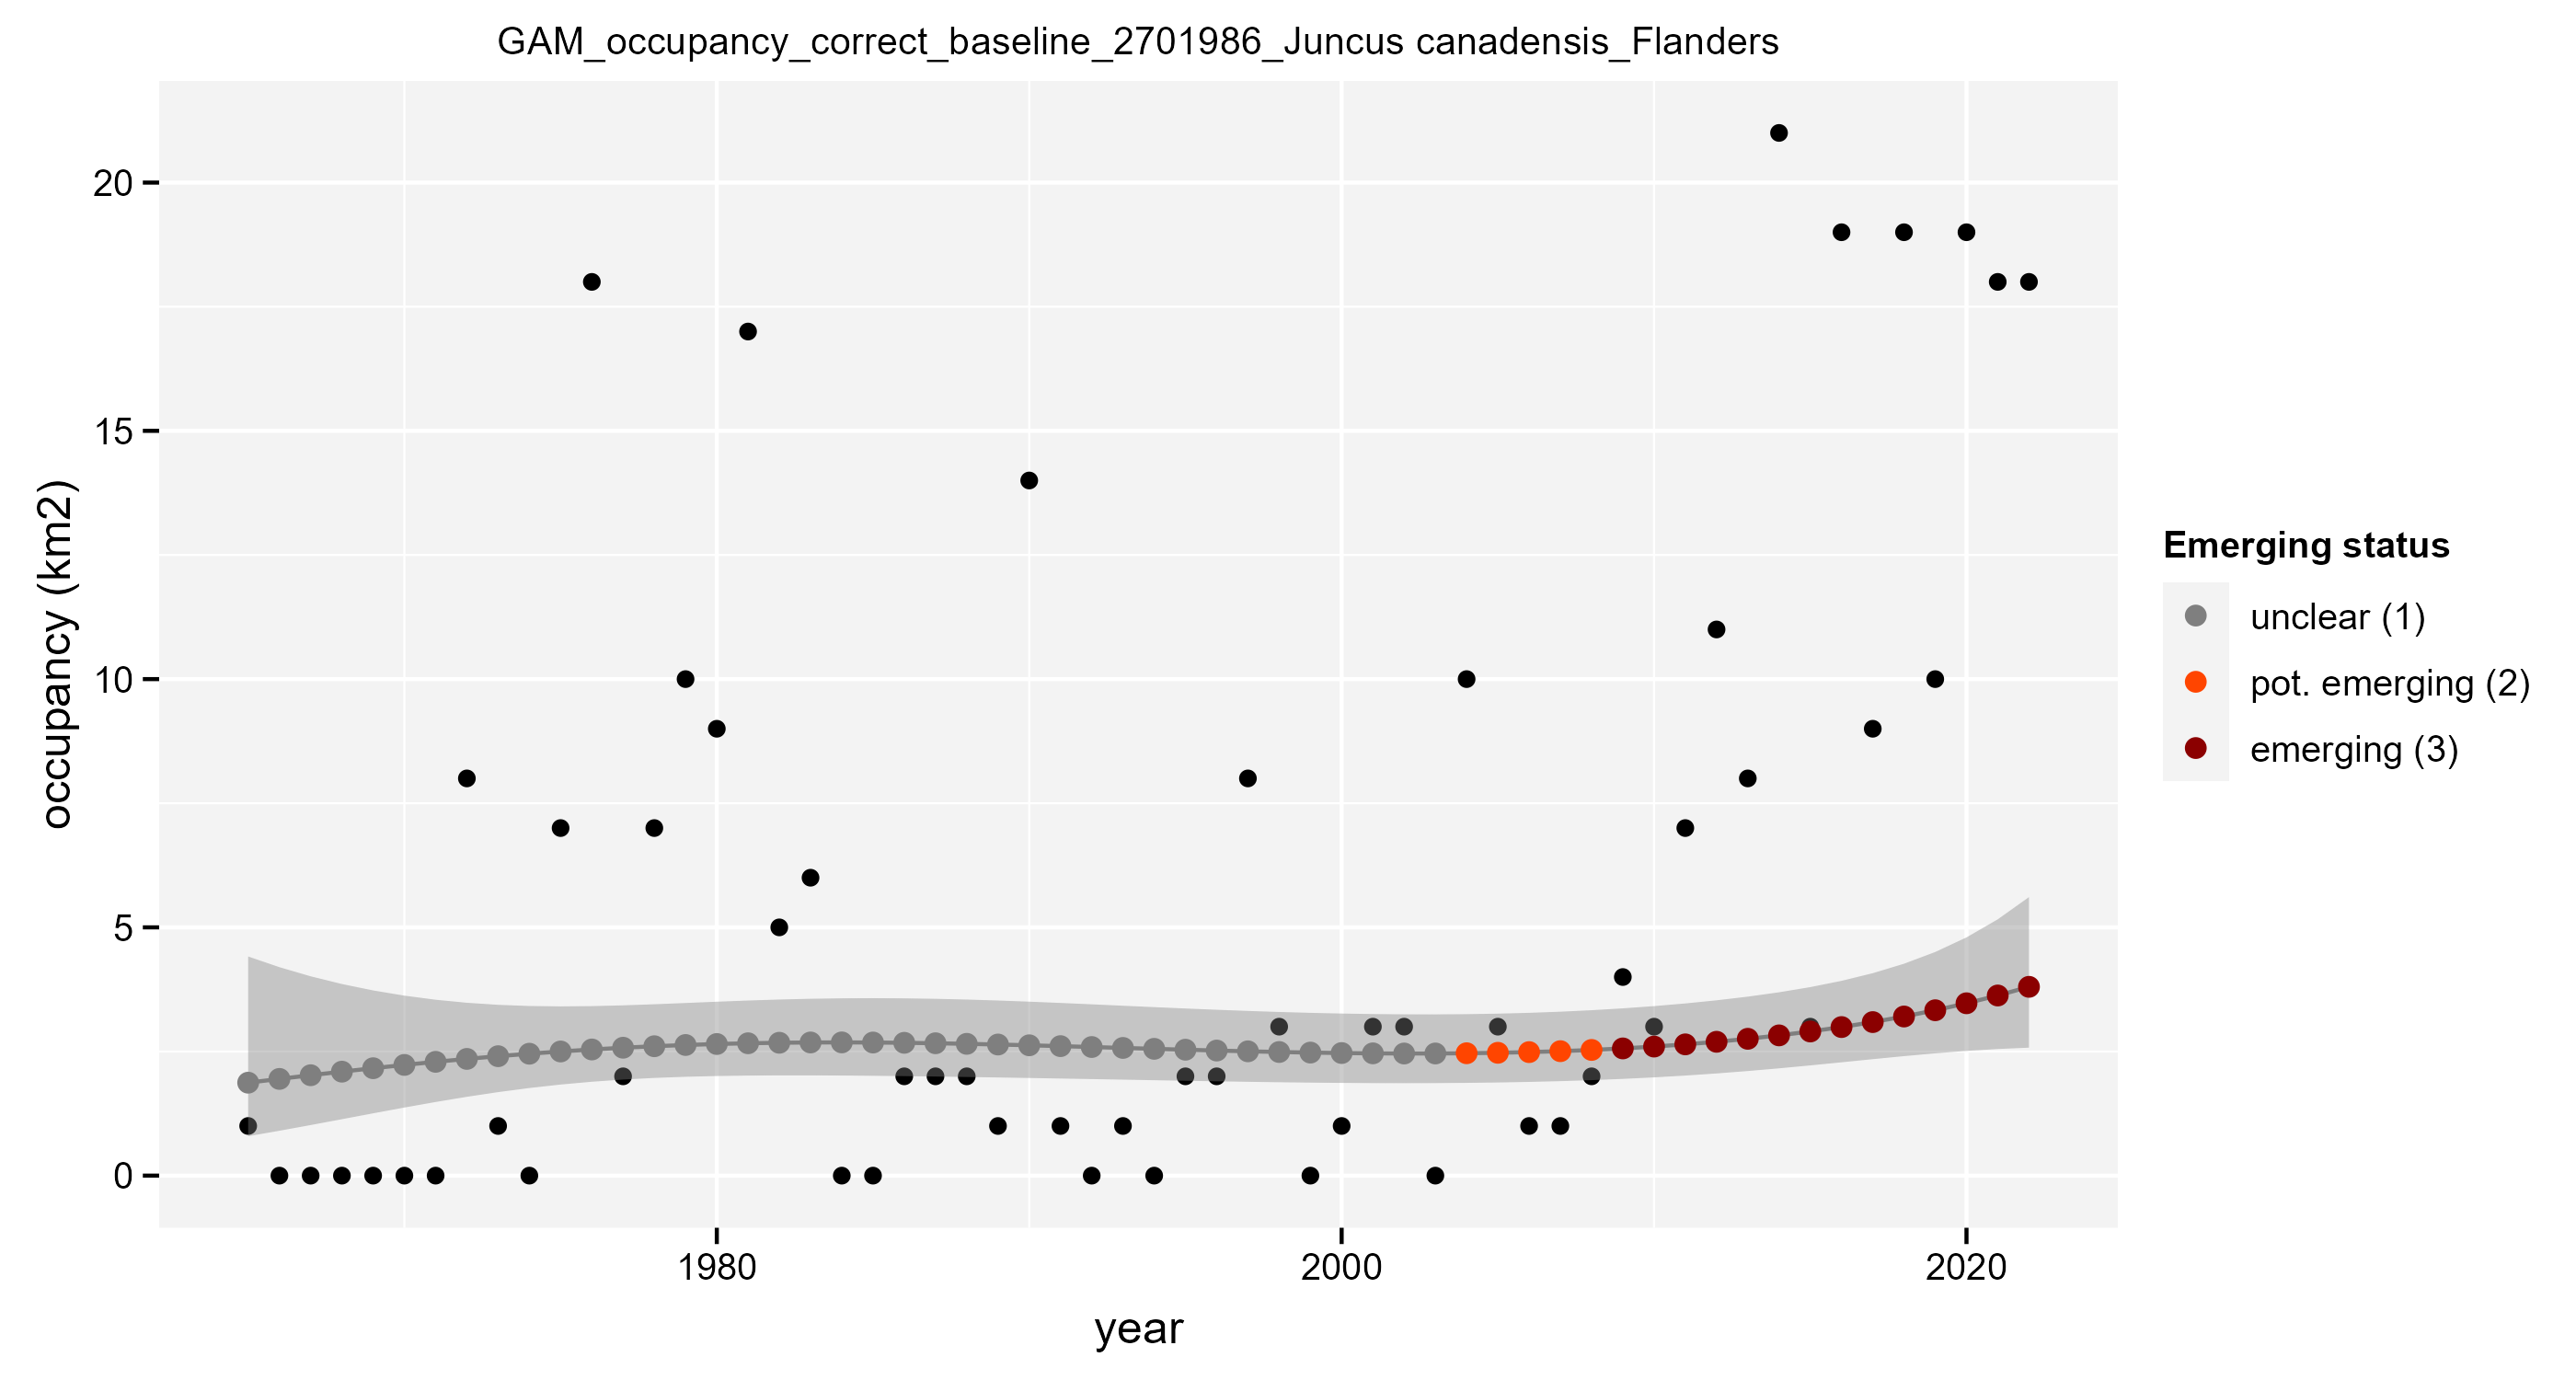 GAM_occupancy_correct_baseline_2701986_Juncus canadensis_Flanders
occupancy (km2)
20
15
10
5
0
1980
2000
2020
year
Emerging status
unclear (1)
pot. emerging (2)
emerging (3)